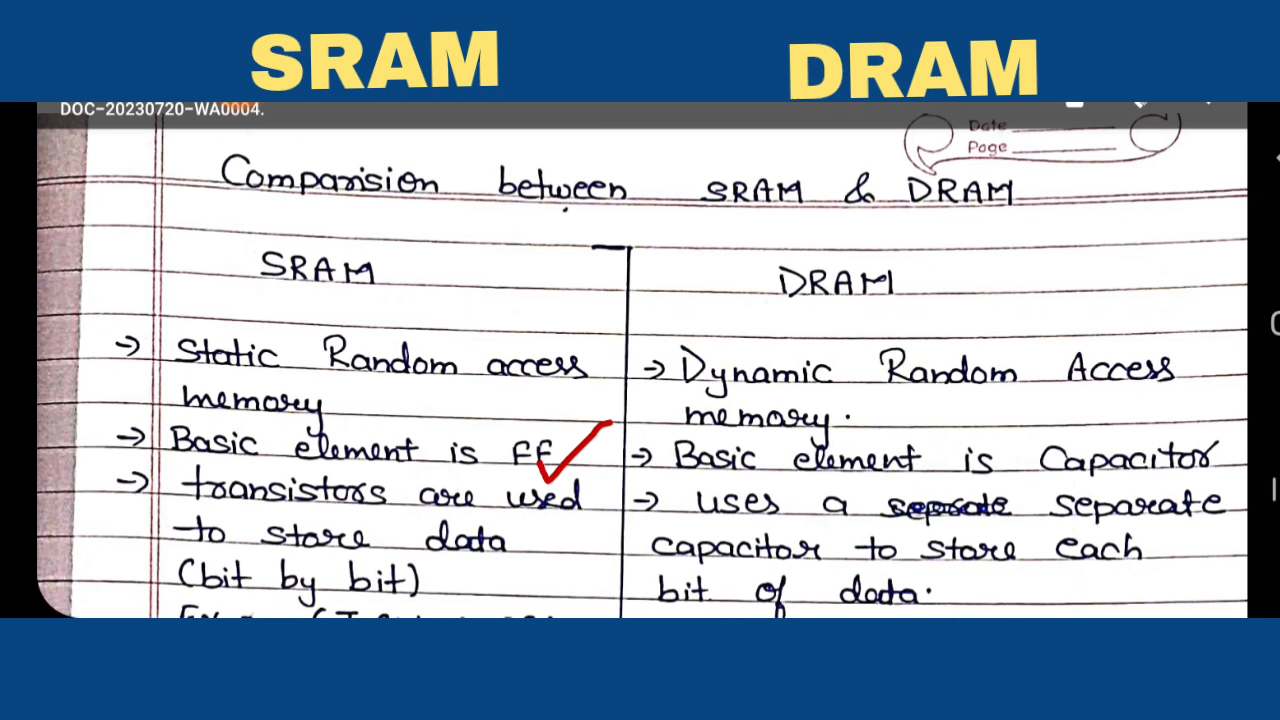 SRAM DRAM
DOC-20230720-WA0004.
Date
Page
Comparision between SRAM & DRAM
SRAM
→ Static Random access
memory
→ Basic element is FF
→ transistors are used
to store data
(bit by bit)
DRAM
→ Dynamic Random Access
memory.
→ Basic element is Capacitor
→ uses a separate
capacitor to store each
bit of data.